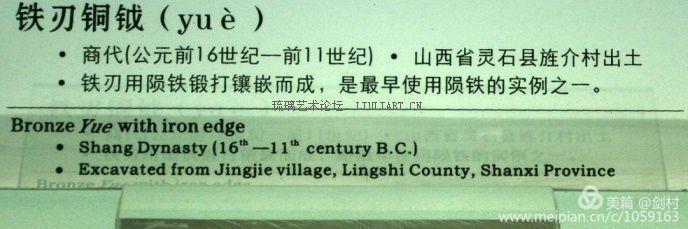 铁刃铜钺（yuè）
• 商代(公元前16世纪—前11世纪) • 山西省灵石县旌介村出土
• 铁刃用陨铁锻打镶嵌而成，是最早使用陨铁的实例之一。
琉璃艺术论坛 LIULIART.CN
Bronze Yue with iron edge
• Shang Dynasty (16th—11th century B.C.)
• Excavated from Jingjie village, Lingshi County, Shanxi Province
美篇 @剑村
www.meipian.cn/c/1059163